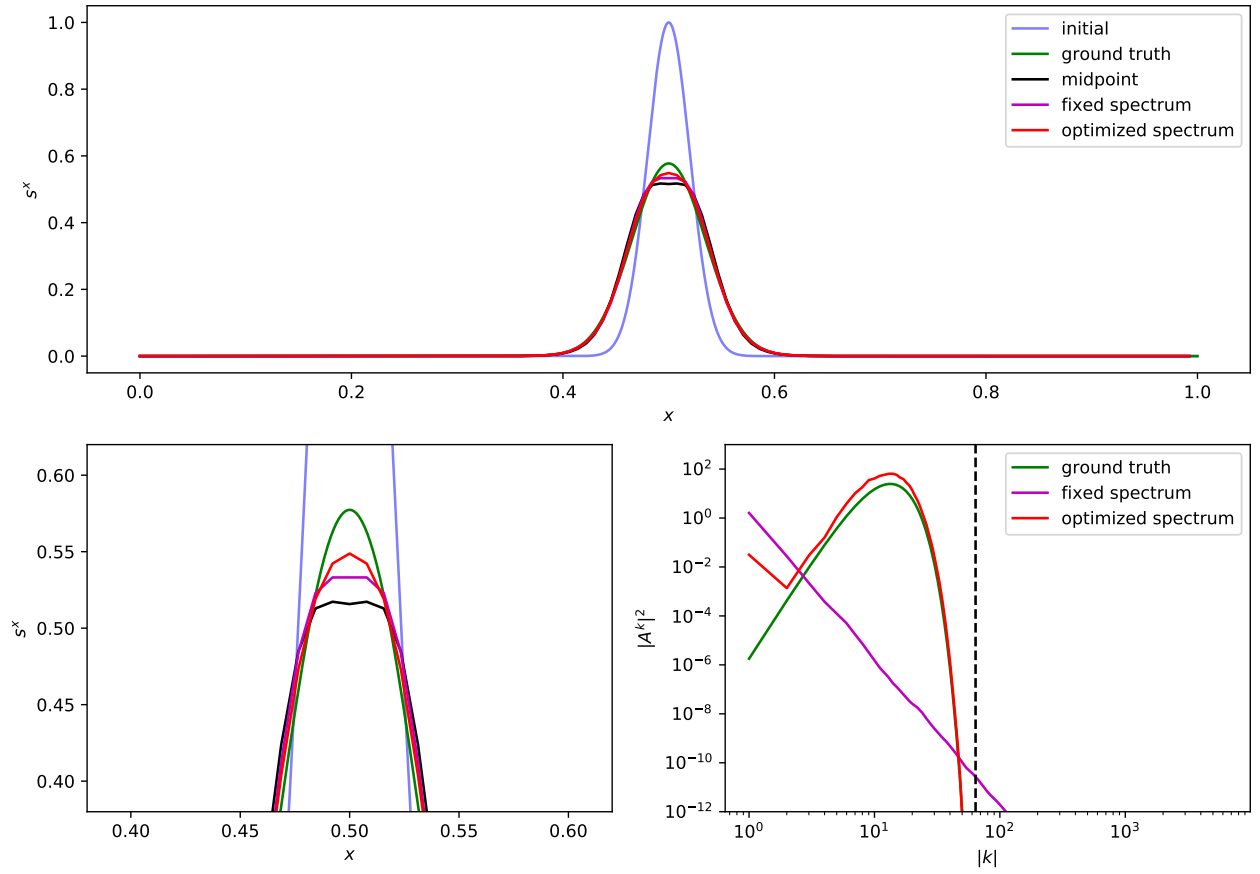 1.0
0.8
0.6
0.4
0.2
0.0
s^x
0.0 0.2 0.4 0.6 0.8 1.0
x
initial
ground truth
midpoint
fixed spectrum
optimized spectrum
0.60
0.55
0.50
0.45
0.40
s^x
0.40 0.45 0.50 0.55 0.60
x
10^2
10^0
10^−2
10^−4
10^−6
10^−8
10^−10
10^−12
|A^k|^2
10^0 10^1 10^2 10^3
|k|
ground truth
fixed spectrum
optimized spectrum